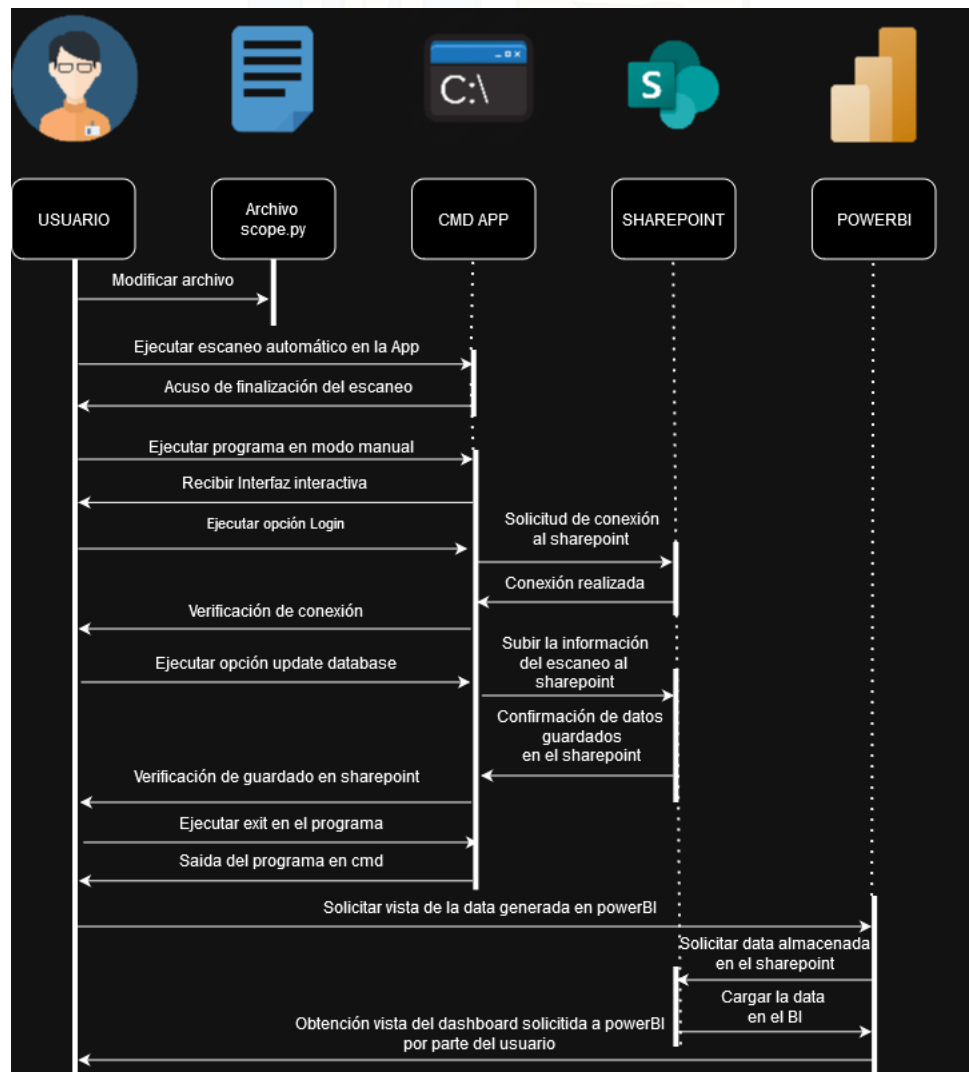 C:\
S
USUARIO
Archivo
scope.py
CMD APP
SHAREPOINT
POWERBI
Modificar archivo
Ejecutar escaneo automático en la App
Acuso de finalización del escaneo
Ejecutar programa en modo manual
Recibir Interfaz interactiva
Ejecutar opción Login
Solicitud de conexión
al sharepoint
Conexión realizada
Verificación de conexión
Subir la información
del escaneo al
sharepoint
Ejecutar opción update database
Confirmación de datos
guardados
en el sharepoint
Verificación de guardado en sharepoint
Ejecutar exit en el programa
Saida del programa en cmd
Solicitar vista de la data generada en powerBI
Solicitar data almacenada
en el sharepoint
Cargar la data
en el BI
Obtención vista del dashboard solicitida a powerBI
por parte del usuario